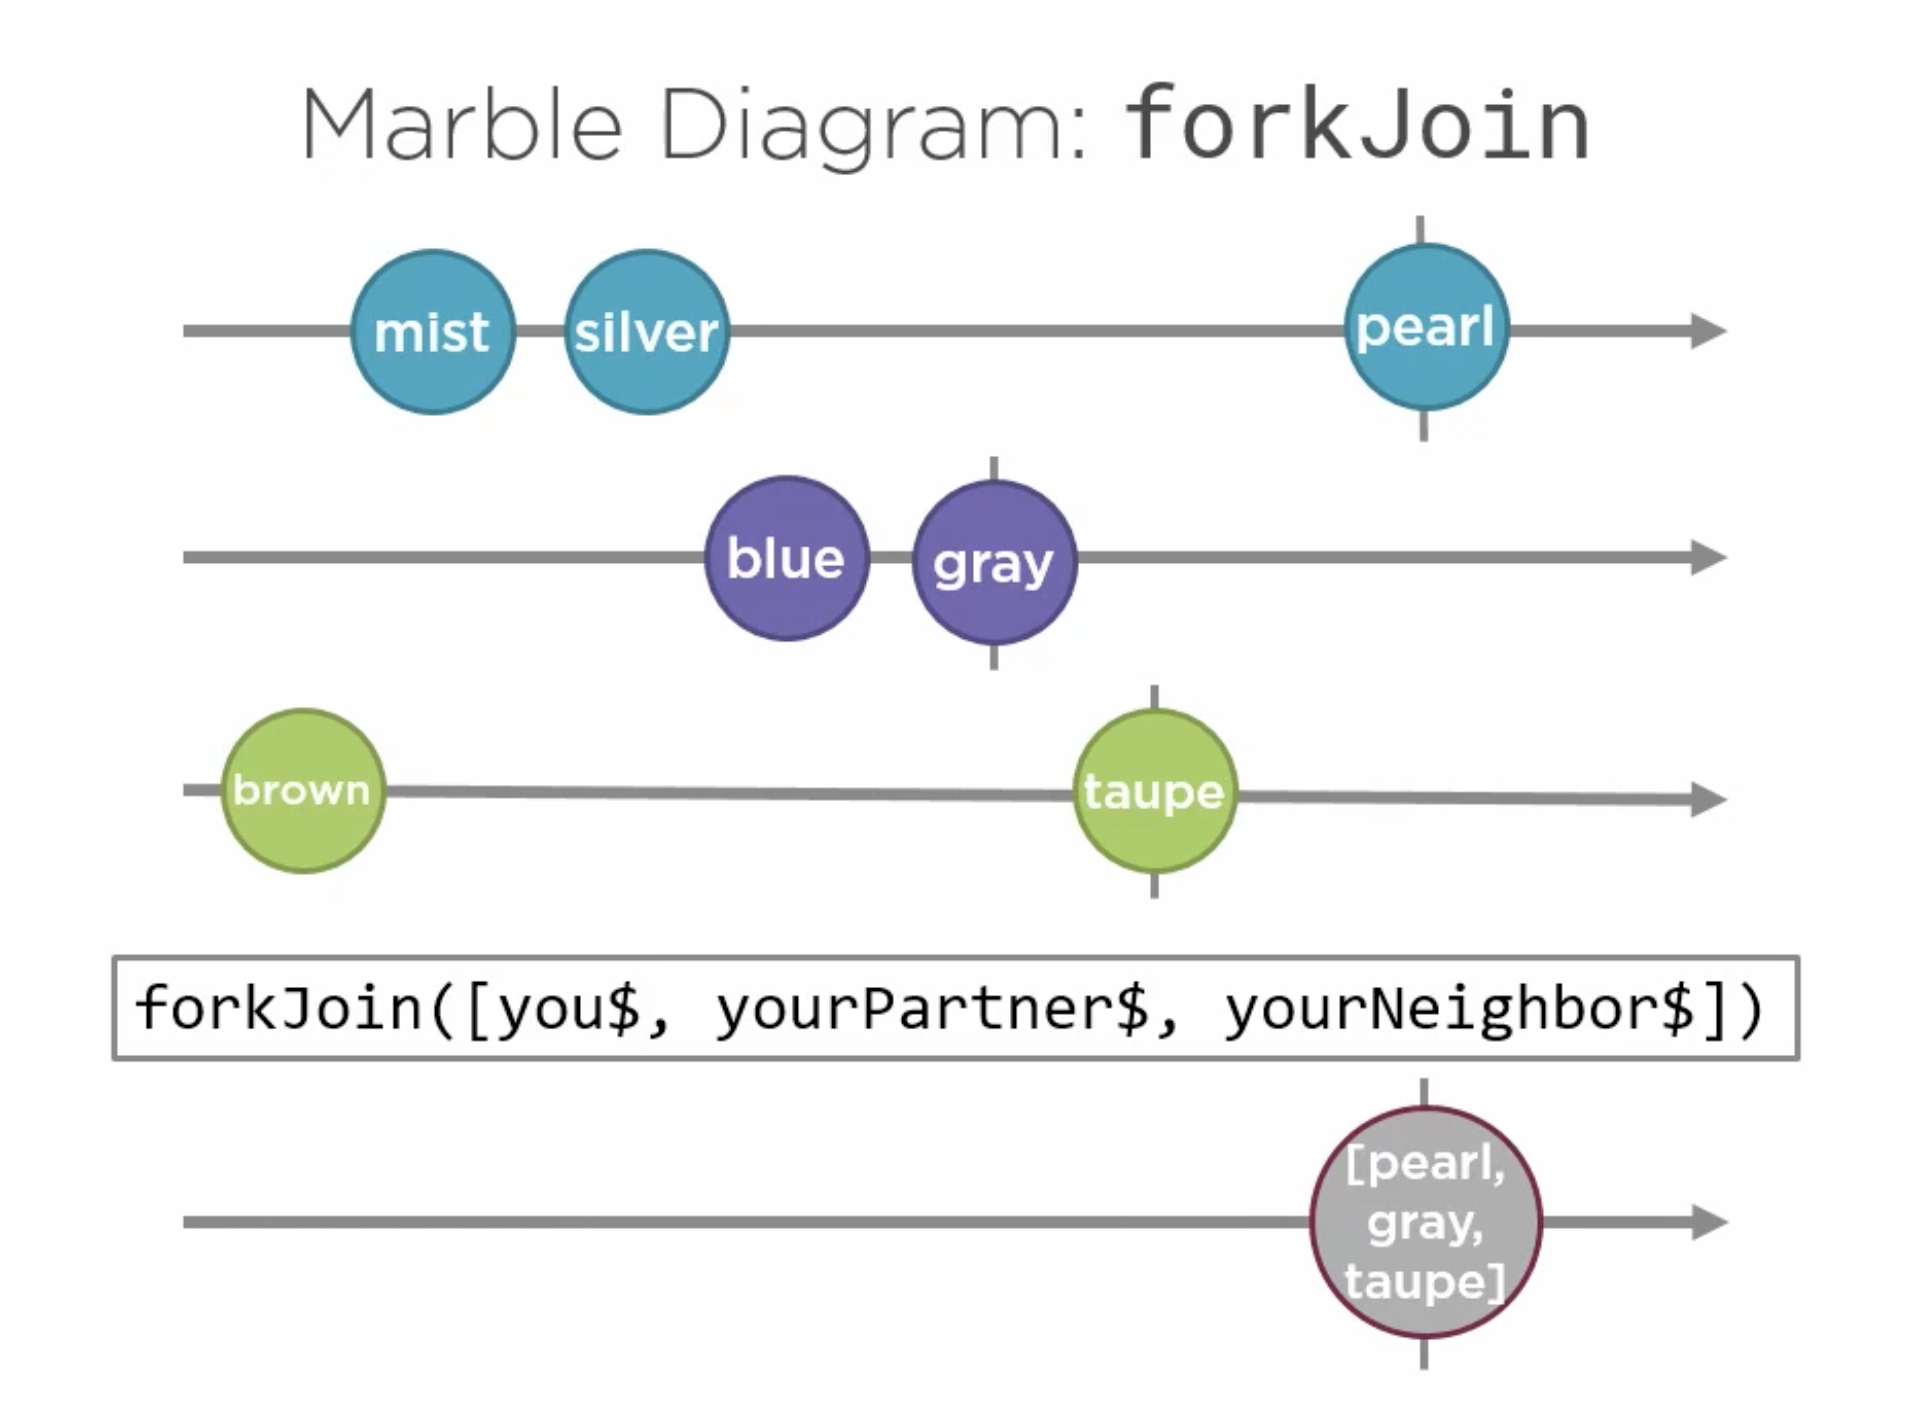 Marble Diagram: forkJoin
mist
silver
pearl
blue
gray
brown
taupe
forkJoin([you$, yourPartner$, yourNeighbor$])
[pearl,
gray,
taupe]